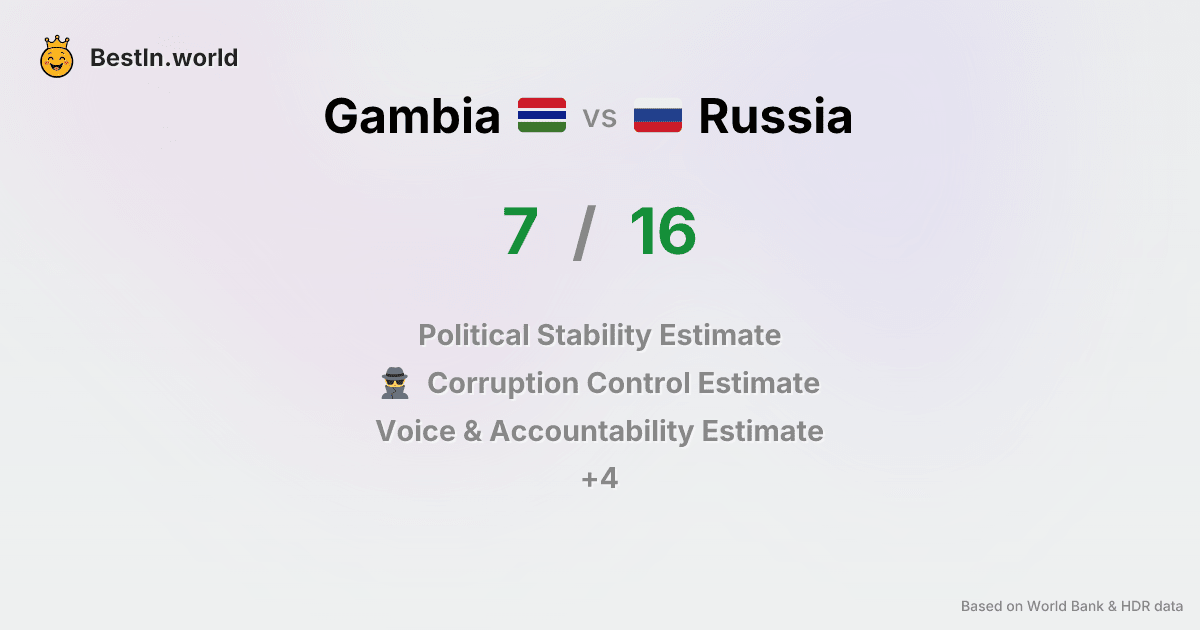 BestIn.world
Gambia vs Russia
7 / 16
Political Stability Estimate
Corruption Control Estimate
Voice & Accountability Estimate
+4
Based on World Bank & HDR data